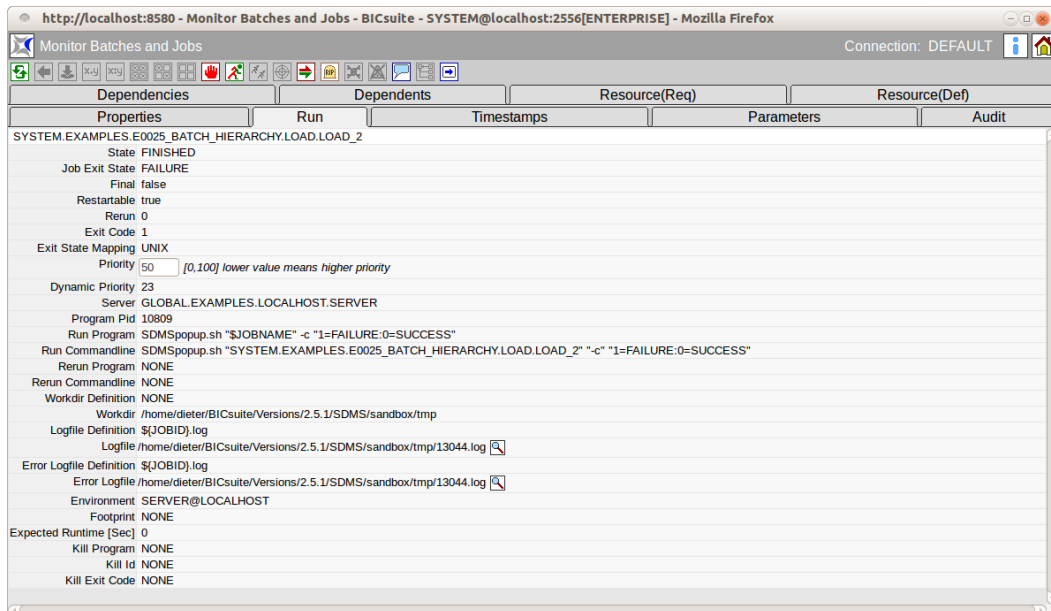 http://localhost:8580 - Monitor Batches and Jobs - BICsuite - SYSTEM@localhost:2556[ENTERPRISE] - Mozilla Firefox
Monitor Batches and Jobs Connection: DEFAULT
x.y x:y RIP
Dependencies Dependents Resource(Req) Resource(Def)
Properties Run Timestamps Parameters Audit
SYSTEM.EXAMPLES.E0025_BATCH_HIERARCHY.LOAD.LOAD_2
State FINISHED
Job Exit State FAILURE
Final false
Restartable true
Rerun 0
Exit Code 1
Exit State Mapping UNIX
Priority 50 [0,100] lower value means higher priority
Dynamic Priority 23
Server GLOBAL.EXAMPLES.LOCALHOST.SERVER
Program Pid 10809
Run Program SDMSpopup.sh "$JOBNAME" -c "1=FAILURE:0=SUCCESS"
Run Commandline SDMSpopup.sh "SYSTEM.EXAMPLES.E0025_BATCH_HIERARCHY.LOAD.LOAD_2" "-c" "1=FAILURE:0=SUCCESS"
Rerun Program NONE
Rerun Commandline NONE
Workdir Definition NONE
Workdir /home/dieter/BICsuite/Versions/2.5.1/SDMS/sandbox/tmp
Logfile Definition ${JOBID}.log
Logfile /home/dieter/BICsuite/Versions/2.5.1/SDMS/sandbox/tmp/13044.log
Error Logfile Definition ${JOBID}.log
Error Logfile /home/dieter/BICsuite/Versions/2.5.1/SDMS/sandbox/tmp/13044.log
Environment SERVER@LOCALHOST
Footprint NONE
Expected Runtime [Sec] 0
Kill Program NONE
Kill Id NONE
Kill Exit Code NONE